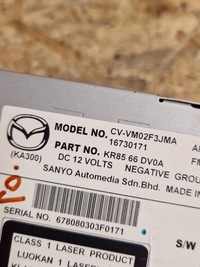 MODEL NO. CV-VM02F3JMA
16730171
PART NO. KR85 66 DV0A
DC 12 VOLTS NEGATIVE GROU
(KA300)
SANYO Automedia Sdn.Bhd. MADE IN
SERIAL NO. 678080303F0171
S/W
CLASS 1 LASER PRODUCT
LUOKAN 1 LASER